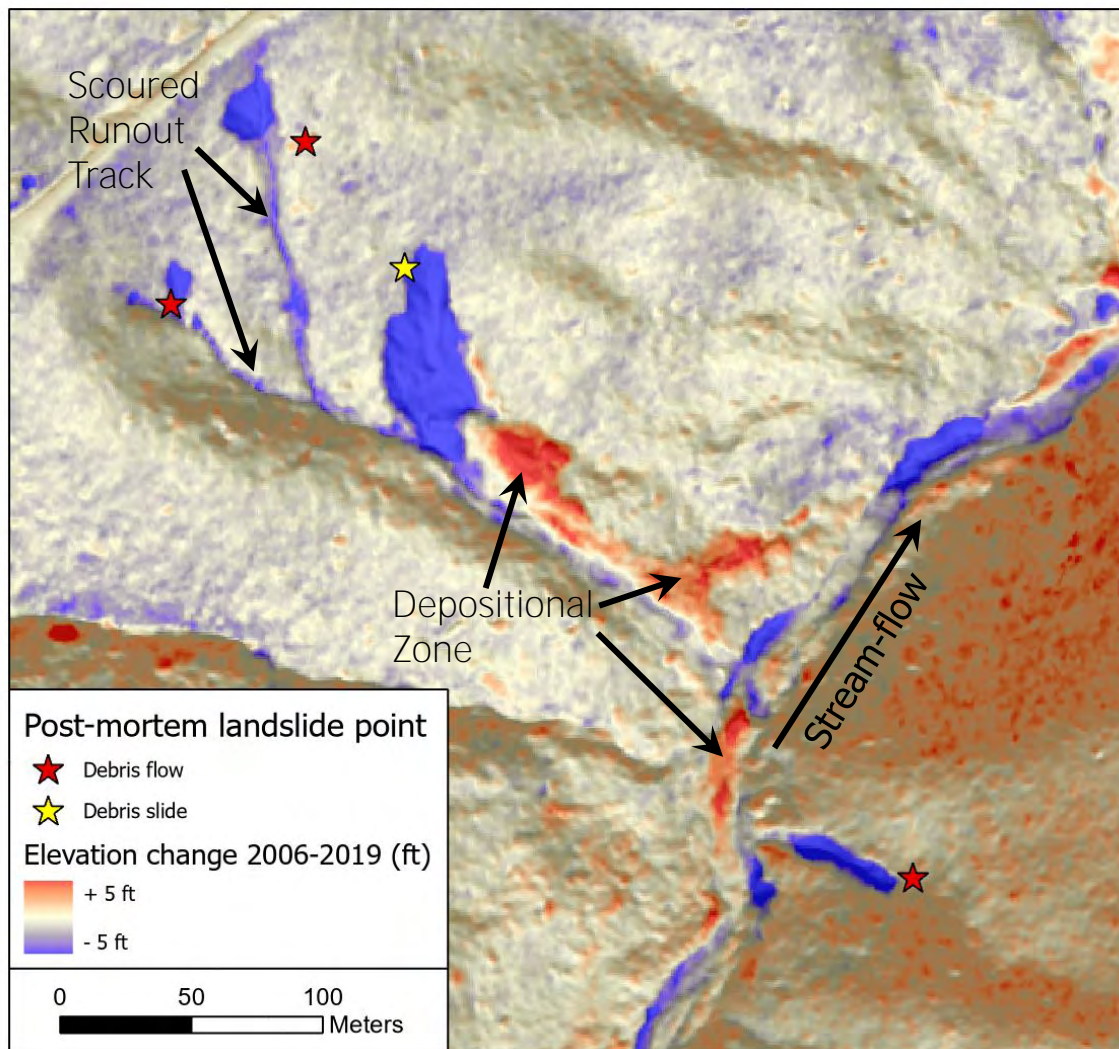 Scoured
Runout
Track
Depositional
Zone
Stream-flow
Post-mortem landslide point
Debris flow
Debris slide
Elevation change 2006-2019 (ft)
+ 5 ft
- 5 ft
0 50 100
Meters